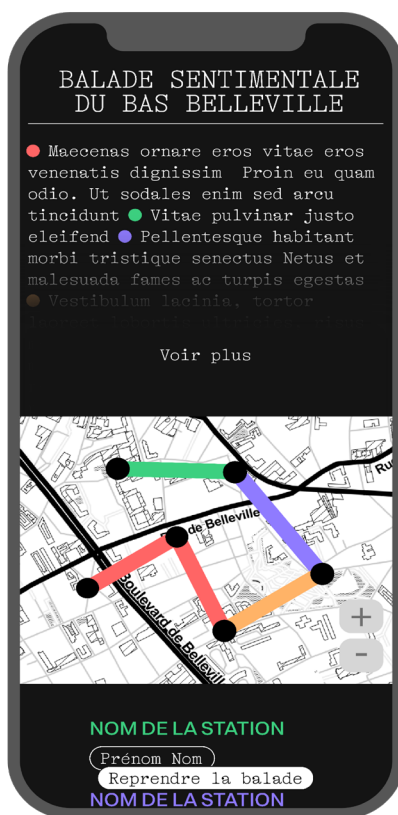 BALADE SENTIMENTALE
DU BAS BELLEVILLE
Maecenas ornare eros vitae eros
venenatis dignissim Proin eu quam
odio. Ut sodales enim sed arcu
tincidunt Vitae pulvinar justo
eleifend Pellentesque habitant
morbi tristique senectus Netus et
malesuada fames ac turpis egestas
Vestibulum lacinia, tortor
Voir plus
Ru
de Belleville
Boulevard de Bellevill
+
-
NOM DE LA STATION
Prénom Nom
Reprendre la balade
NOM DE LA STATION